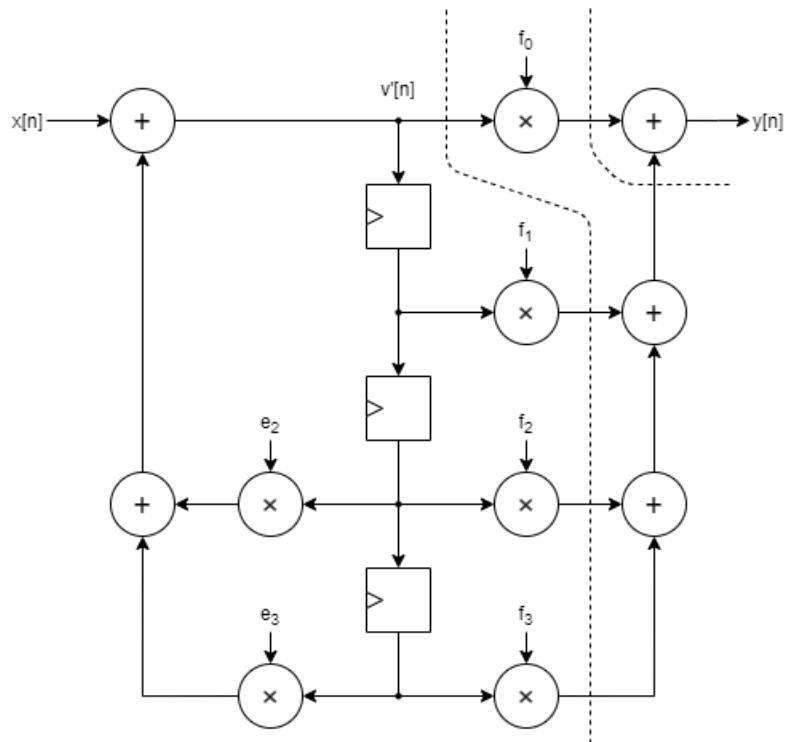 f₀
v'[n]
x[n]
+
×
+
y[n]
f₁
×
+
e₂
f₂
+
×
×
+
e₃
f₃
×
×